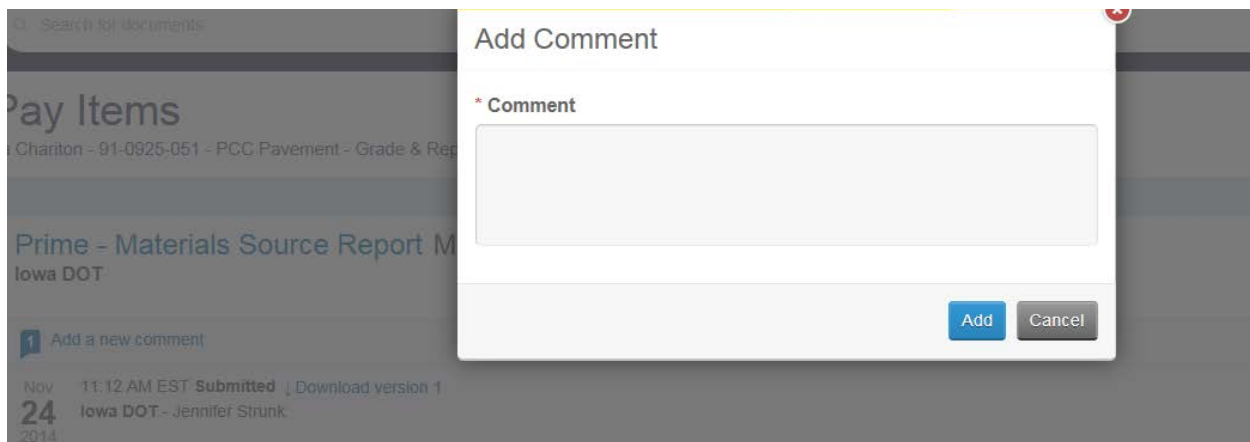 Search for documents
Add Comment
Pay Items
* Comment
Chariton - 91-0925-051 - PCC Pavement - Grade & Rep
Prime - Materials Source Report M
Iowa DOT
Add Cancel
1 Add a new comment
Nov 11:12 AM EST Submitted ↓ Download version 1
24 Iowa DOT - Jennifer Strunk
2014